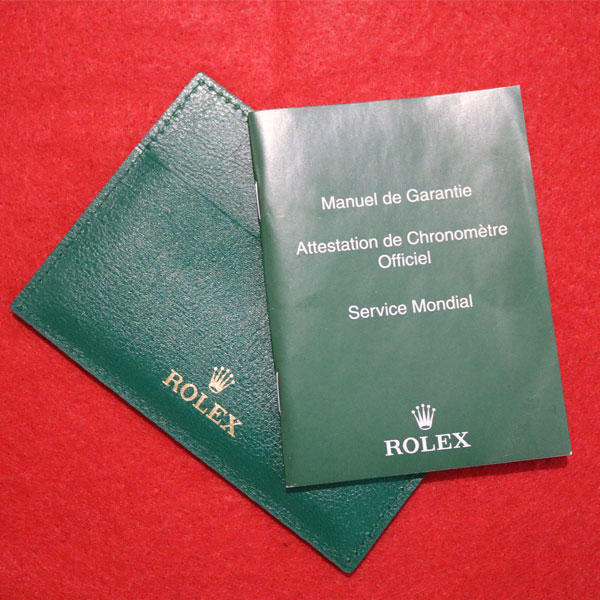 Manuel de Garantie
Attestation de Chronomètre
Officiel
Service Mondial
ROLEX
ROLEX